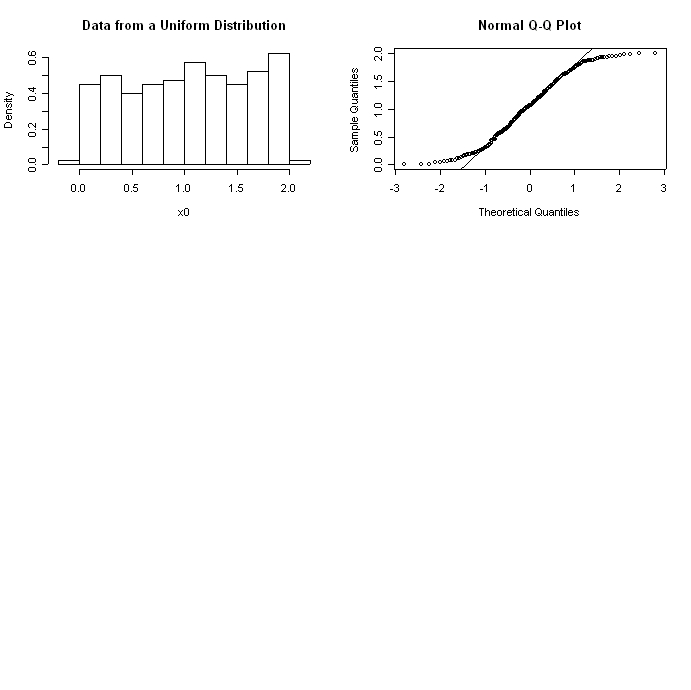 Data from a Uniform Distribution
Density
0.0 0.2 0.4 0.6
0.0 0.5 1.0 1.5 2.0
x0
Normal Q-Q Plot
Sample Quantiles
0.0 0.5 1.0 1.5 2.0
-3 -2 -1 0 1 2 3
Theoretical Quantiles